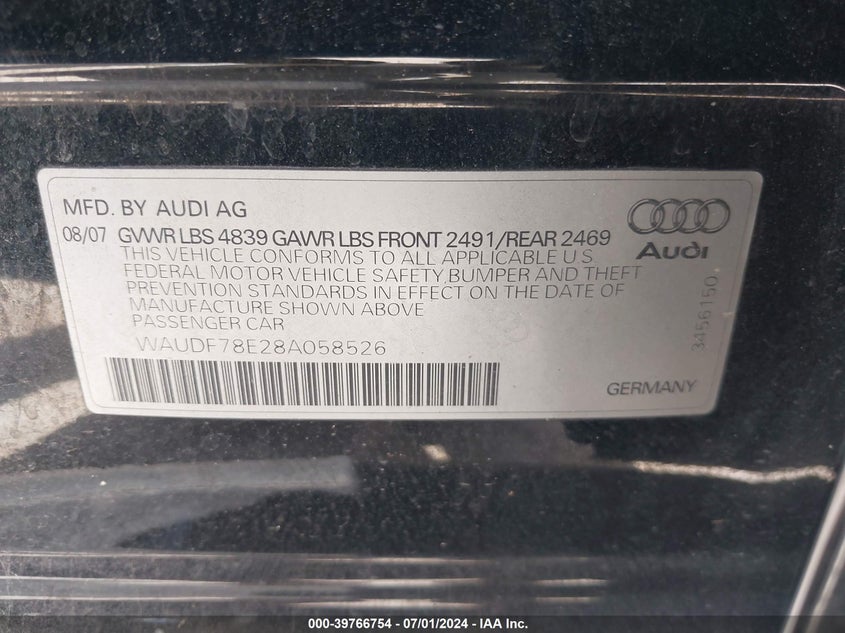 MFD. BY AUDI AG
08/07 GVWR LBS 4839 GAWR LBS FRONT 2491/REAR 2469
THIS VEHICLE CONFORMS TO ALL APPLICABLE U S
FEDERAL MOTOR VEHICLE SAFETY,BUMPER AND THEFT
PREVENTION STANDARDS IN EFFECT ON THE DATE OF
MANUFACTURE SHOWN ABOVE
PASSENGER CAR
WAUDF78E28A058526
Audi
3456150
GERMANY
000-39766754 - 07/01/2024 - IAA Inc.